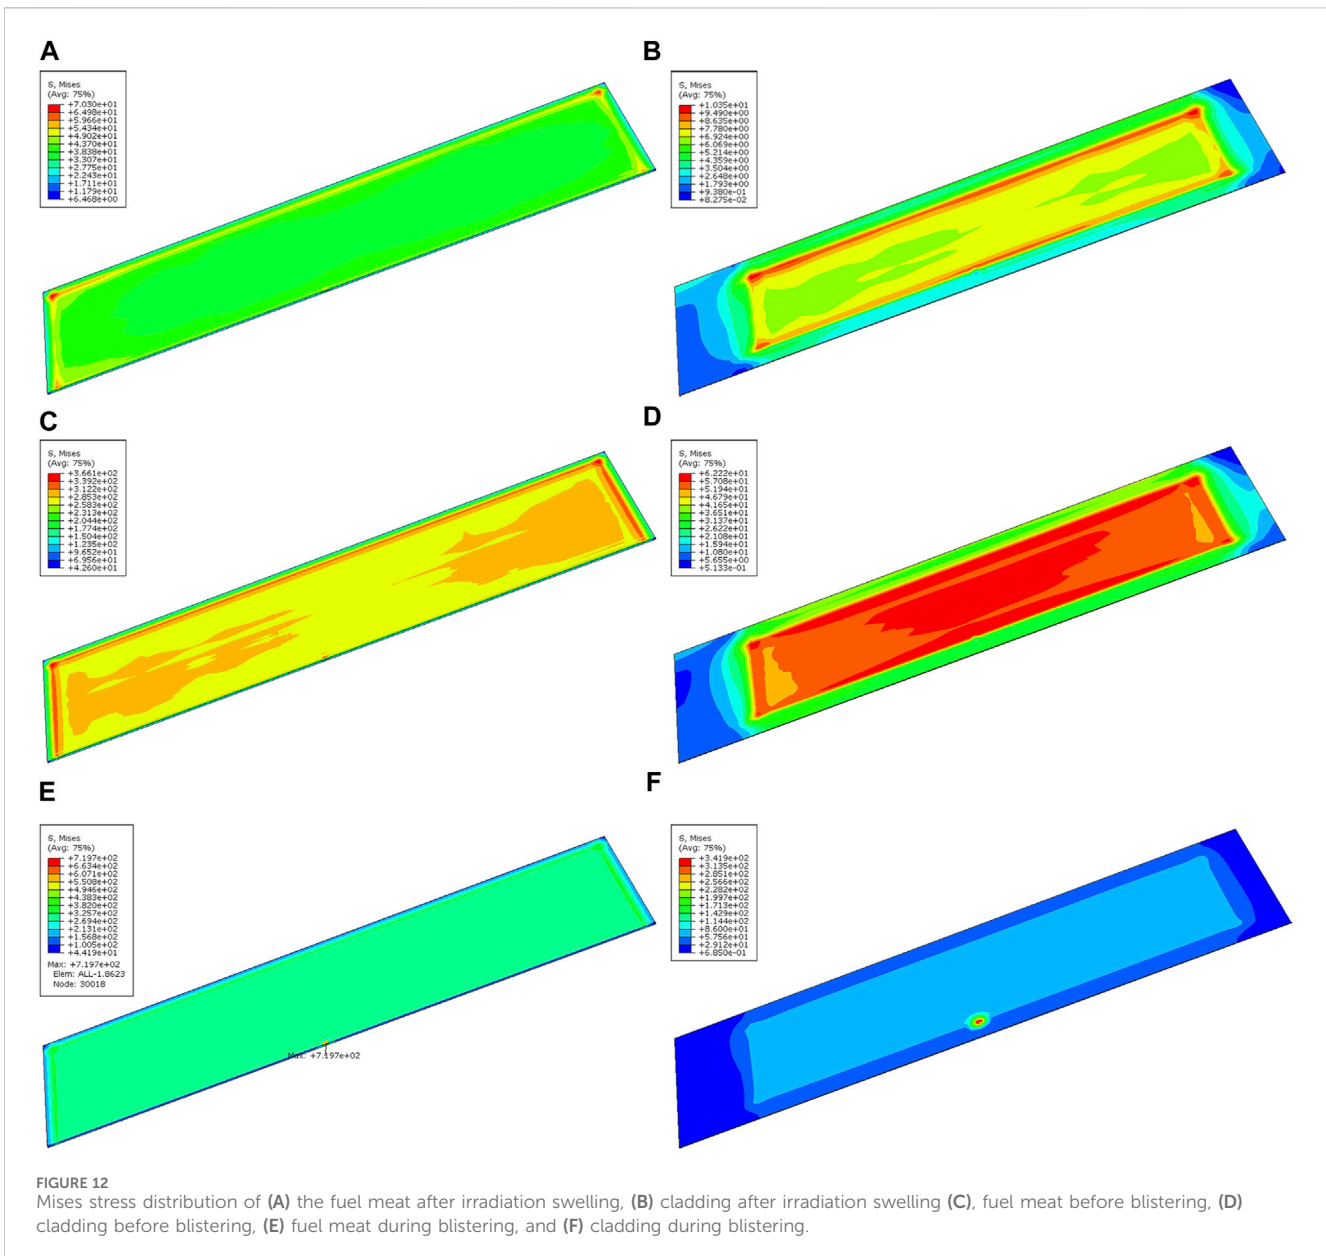 A
S, Mises
(Avg: 75%)
+7.030e+01
+6.498e+01
+5.966e+01
+5.434e+01
+4.902e+01
+4.370e+01
+3.838e+01
+3.307e+01
+2.775e+01
+2.243e+01
+1.711e+01
+1.179e+01
+6.468e+00
B
S, Mises
(Avg: 75%)
+1.035e+01
+9.490e+00
+8.635e+00
+7.780e+00
+6.924e+00
+6.069e+00
+5.214e+00
+4.359e+00
+3.504e+00
+2.648e+00
+1.793e+00
+9.380e-01
+8.275e-02
C
S, Mises
(Avg: 75%)
+3.661e+02
+3.392e+02
+3.122e+02
+2.853e+02
+2.583e+02
+2.313e+02
+2.044e+02
+1.774e+02
+1.504e+02
+1.235e+02
+9.652e+01
+6.956e+01
+4.260e+01
D
S, Mises
(Avg: 75%)
+6.222e+01
+5.708e+01
+5.194e+01
+4.679e+01
+4.165e+01
+3.651e+01
+3.137e+01
+2.622e+01
+2.108e+01
+1.594e+01
+1.080e+01
+5.655e+00
+5.133e-01
E
S, Mises
(Avg: 75%)
+7.197e+02
+6.634e+02
+6.071e+02
+5.508e+02
+4.946e+02
+4.383e+02
+3.820e+02
+3.257e+02
+2.694e+02
+2.131e+02
+1.568e+02
+1.005e+02
+4.419e+01
Max: +7.197e+02
Elem: ALL-1.8623
Node: 30018
Max: +7.197e+02
F
S, Mises
(Avg: 75%)
+3.419e+02
+3.135e+02
+2.851e+02
+2.566e+02
+2.282e+02
+1.997e+02
+1.713e+02
+1.429e+02
+1.144e+02
+8.600e+01
+5.756e+01
+2.912e+01
+6.850e-01
FIGURE 12
Mises stress distribution of (A) the fuel meat after irradiation swelling, (B) cladding after irradiation swelling (C), fuel meat before blistering, (D)
cladding before blistering, (E) fuel meat during blistering, and (F) cladding during blistering.